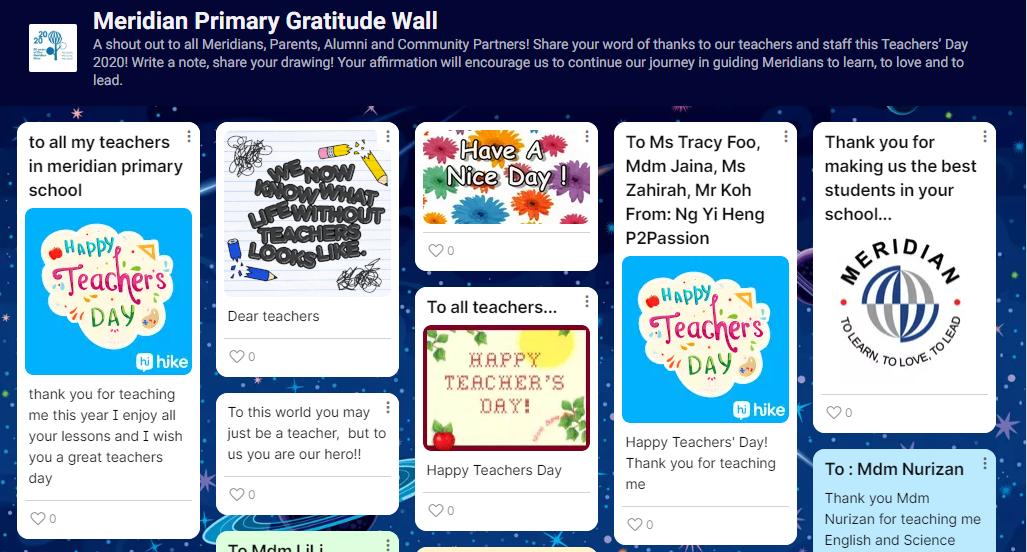 Meridian Primary Gratitude Wall
A shout out to all Meridians, Parents, Alumni and Community Partners! Share your word of thanks to our teachers and staff this Teachers' Day
2020! Write a note, share your drawing! Your affirmation will encourage us to continue our journey in guiding Meridians to learn, to love and to
lead.
20
20
to all my teachers
in meridian primary
school
HAPPY
Teacher's
DAY
hi hike
thank you for teaching
me this year I enjoy all
your lessons and I wish
you a great teachers
day
0
WE NOW
KNOW WHAT
LIFE WITHOUT
TEACHERS
LOOKS LIKE.
Dear teachers
0
To this world you may
just be a teacher, but to
us you are our hero!!
0
To Mdm LiLi
Have A
Nice Day !
0
To all teachers...
HAPPY
TEACHER'S
DAY!
Happy Teachers Day
0
To Ms Tracy Foo,
Mdm Jaina, Ms
Zahirah, Mr Koh
From: Ng Yi Heng
P2Passion
HAPPY
Teacher's
DAY
hi hike
Happy Teachers' Day!
Thank you for teaching
me
0
Thank you for
making us the best
students in your
school...
MERIDIAN
TO LEARN, TO LOVE, TO LEAD
0
To : Mdm Nurizan
Thank you Mdm
Nurizan for teaching me
English and Science